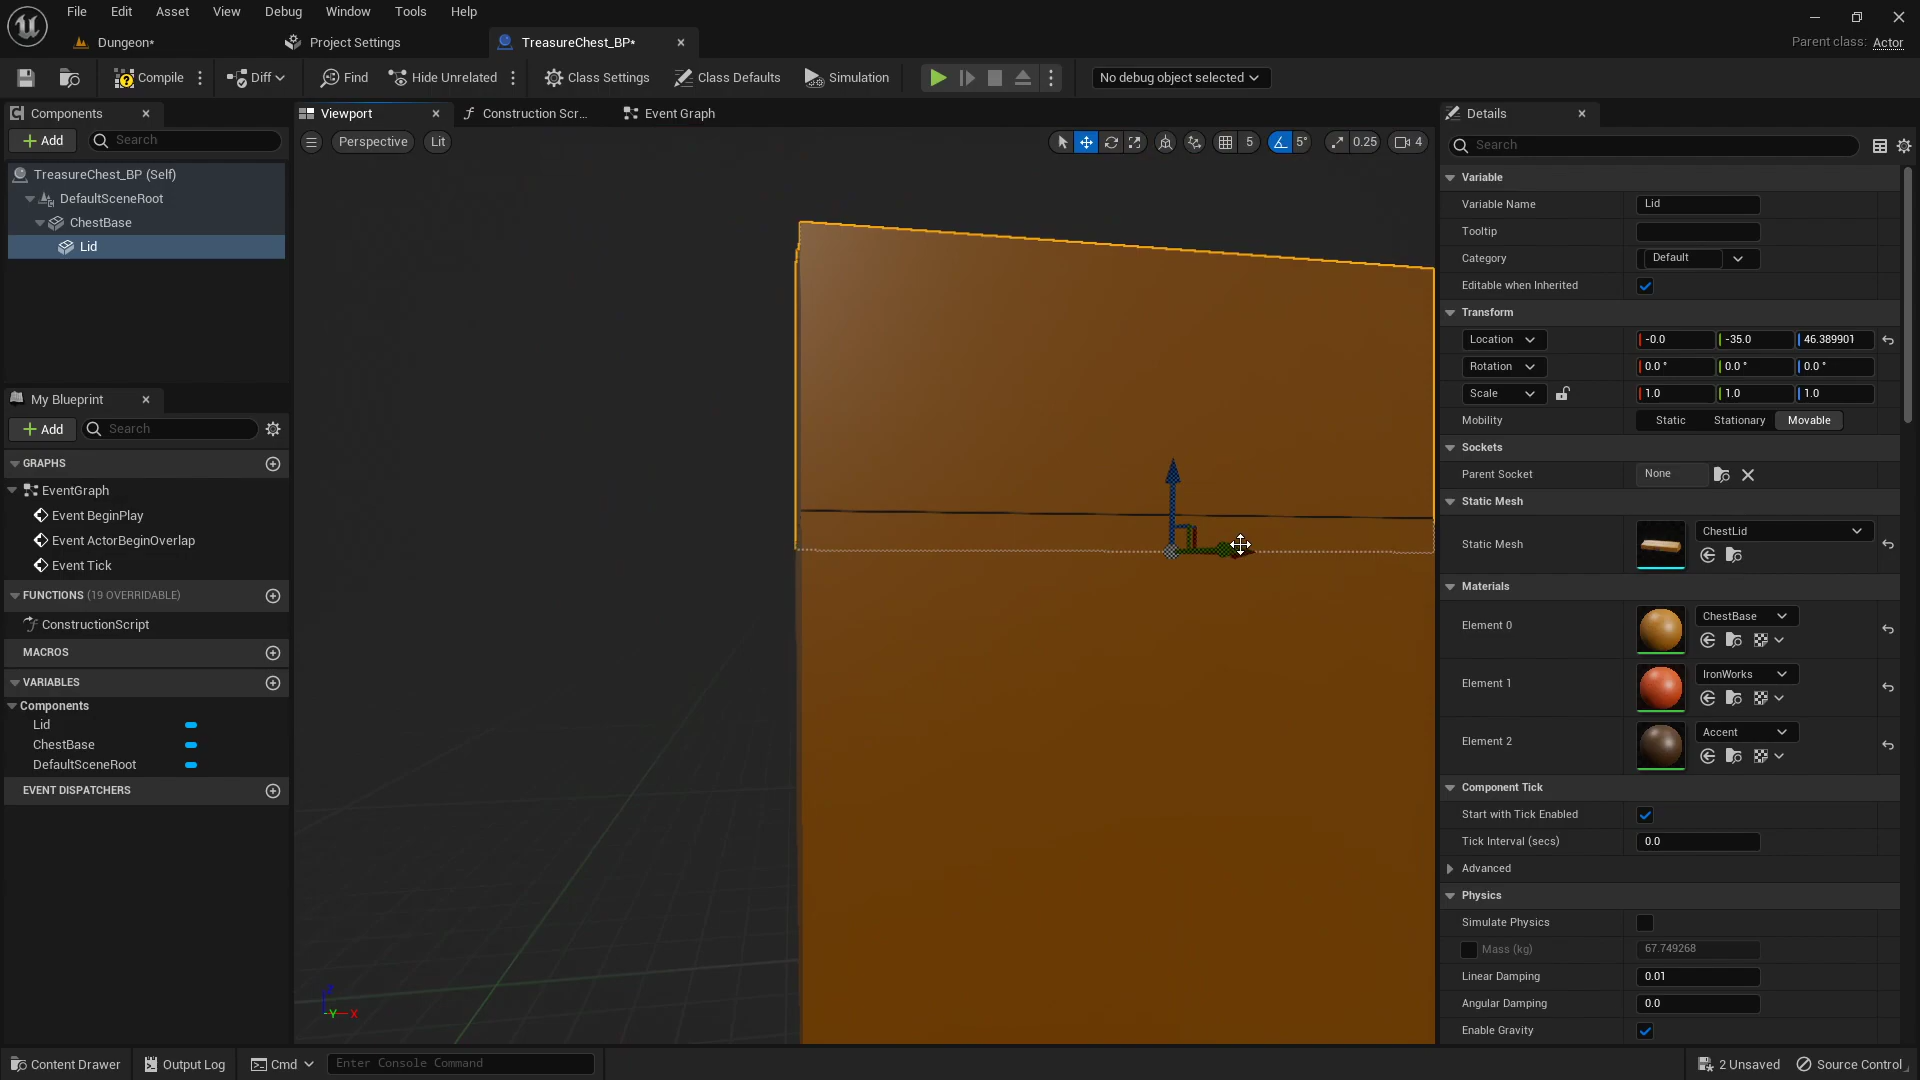 File Edit Asset View Debug Window Tools Help
Dungeon* Project Settings TreasureChest_BP*
Parent class: Actor
Compile Diff Find Hide Unrelated Class Settings Class Defaults Simulation No debug object selected
Components
Add Search
TreasureChest_BP (Self)
DefaultSceneRoot
ChestBase
Lid
My Blueprint
Add Search
GRAPHS
EventGraph
Event BeginPlay
Event ActorBeginOverlap
Event Tick
FUNCTIONS (19 OVERRIDABLE)
ConstructionScript
MACROS
VARIABLES
Components
Lid
ChestBase
DefaultSceneRoot
EVENT DISPATCHERS
Viewport Construction Scr... Event Graph
Perspective Lit 5 5° 0.25 4
Z
Y X
Details
Search
Variable
Variable Name Lid
Tooltip
Category Default
Editable when Inherited
Transform
Location -0.0 -35.0 46.389901
Rotation 0.0 ° 0.0 ° 0.0 °
Scale 1.0 1.0 1.0
Mobility Static Stationary Movable
Sockets
Parent Socket None
Static Mesh
Static Mesh ChestLid
Materials
Element 0 ChestBase
Element 1 IronWorks
Element 2 Accent
Component Tick
Start with Tick Enabled
Tick Interval (secs) 0.0
Advanced
Physics
Simulate Physics
Mass (kg) 67.749268
Linear Damping 0.01
Angular Damping 0.0
Enable Gravity
Content Drawer Output Log Cmd Enter Console Command 2 Unsaved Source Control